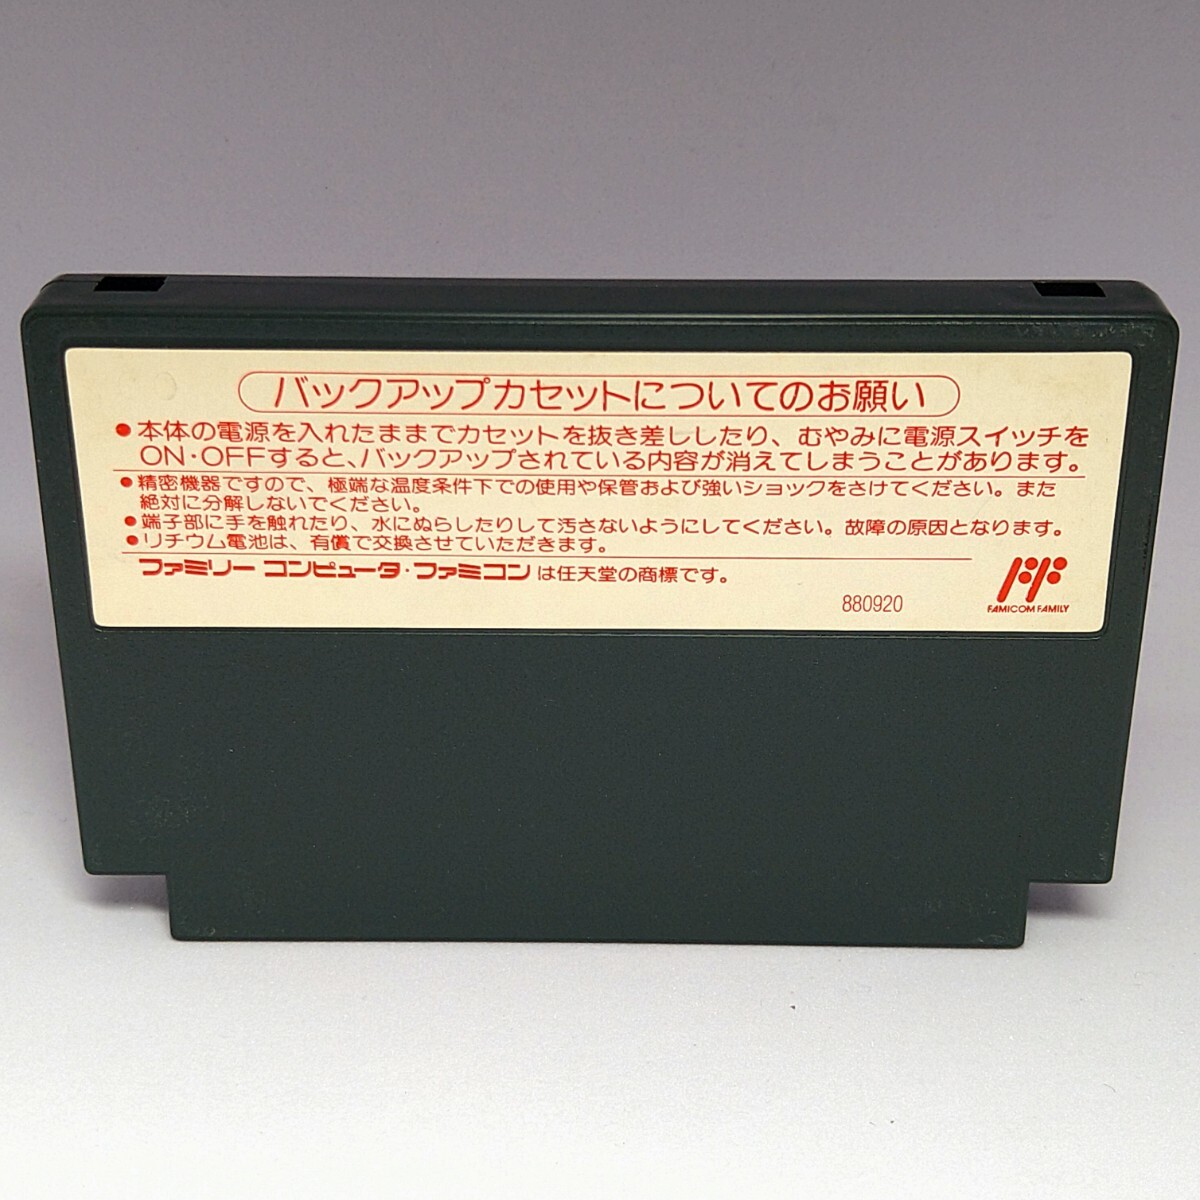 バックアップカセットについてのお願い
●本体の電源を入れたままでカセットを抜き差ししたり、むやみに電源スイッチを
ON・OFFすると、バックアップされている内容が消えてしまうことがあります。
●精密機器ですので、極端な温度条件下での使用や保管および強いショックをさけてください。また
絶対に分解しないでください。
●端子部に手を触れたり、水にぬらしたりして汚さないようにしてください。故障の原因となります。
●リチウム電池は、有償で交換させていただきます。
ファミリーコンピュータ・ファミコンは任天堂の商標です。
880920
FAMICOM FAMILY